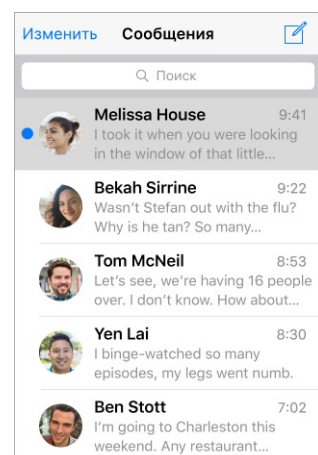 Изменить Сообщения
Поиск
Melissa House 9:41
I took it when you were looking
in the window of that little...
Bekah Sirrine 9:22
Wasn't Stefan out with the flu?
Why is he tan? So many...
Tom McNeil 8:53
Let's see, we're having 16 people
over. I don't know. How about...
Yen Lai 8:30
I binge-watched so many
episodes, my legs went numb.
Ben Stott 7:02
I'm going to Charleston this
weekend. Any restaurant...